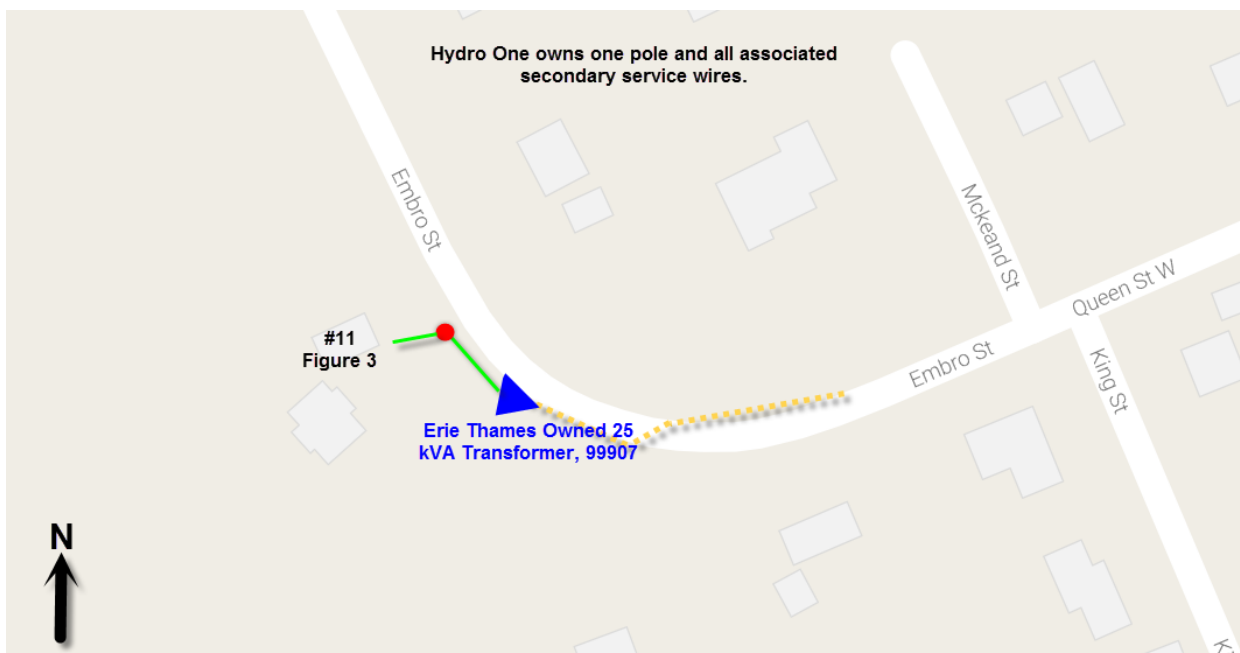 Hydro One owns one pole and all associated
secondary service wires.
Embro St
Mckeand St
Queen St W
#11
Figure 3
Embro St
King St
Erie Thames Owned 25
kVA Transformer, 99907
N